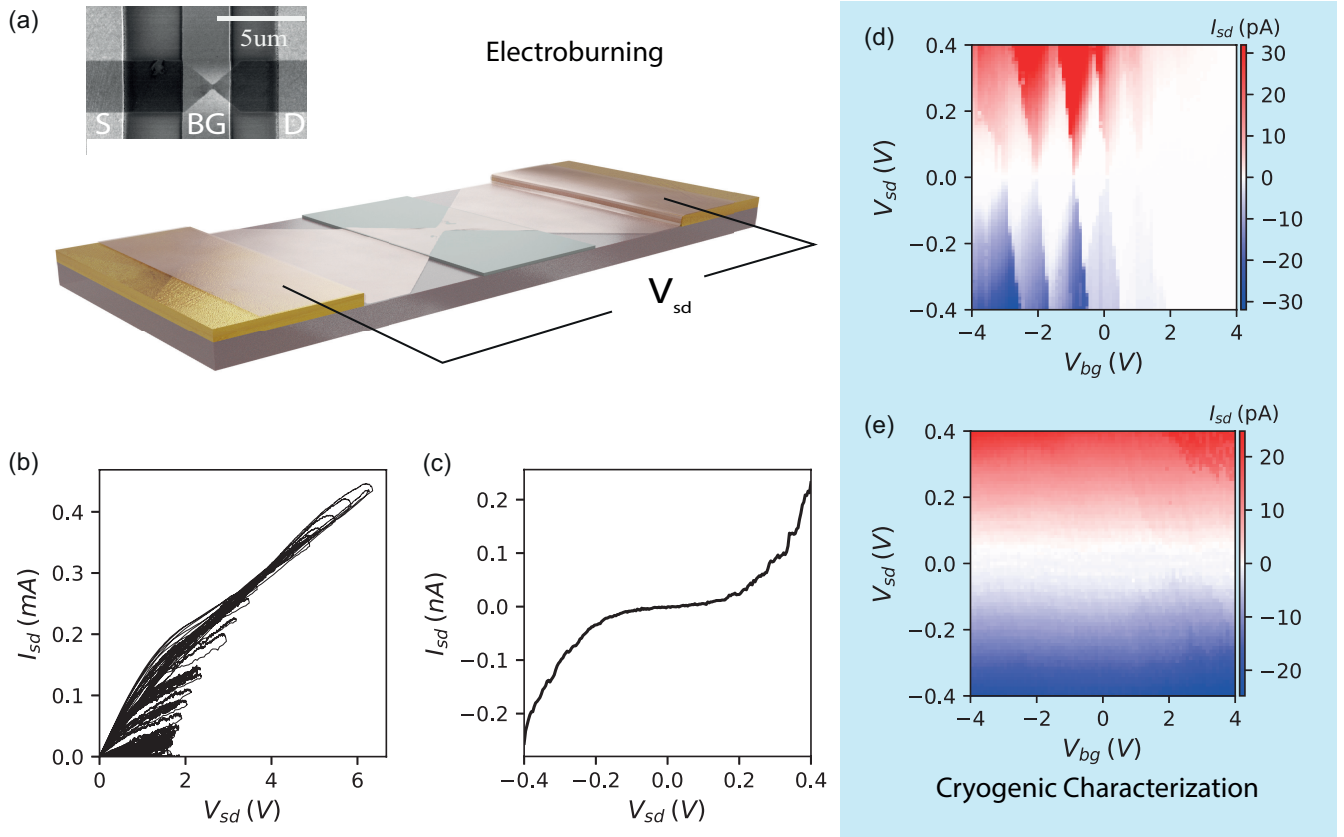 (a)
5um
S
BG
D
Electroburning
V_sd
(b)
I_sd (mA)
0.4
0.3
0.2
0.1
0.0
0
2
4
6
V_sd (V)
(c)
I_sd (nA)
0.2
0.1
0.0
−0.1
−0.2
−0.4
−0.2
0.0
0.2
0.4
V_sd (V)
(d)
I_sd (pA)
V_sd (V)
0.4
0.2
0.0
−0.2
−0.4
−4
−2
0
2
4
V_bg (V)
30
20
10
0
−10
−20
−30
(e)
I_sd (pA)
V_sd (V)
0.4
0.2
0.0
−0.2
−0.4
−4
−2
0
2
4
V_bg (V)
20
10
0
−10
−20
Cryogenic Characterization